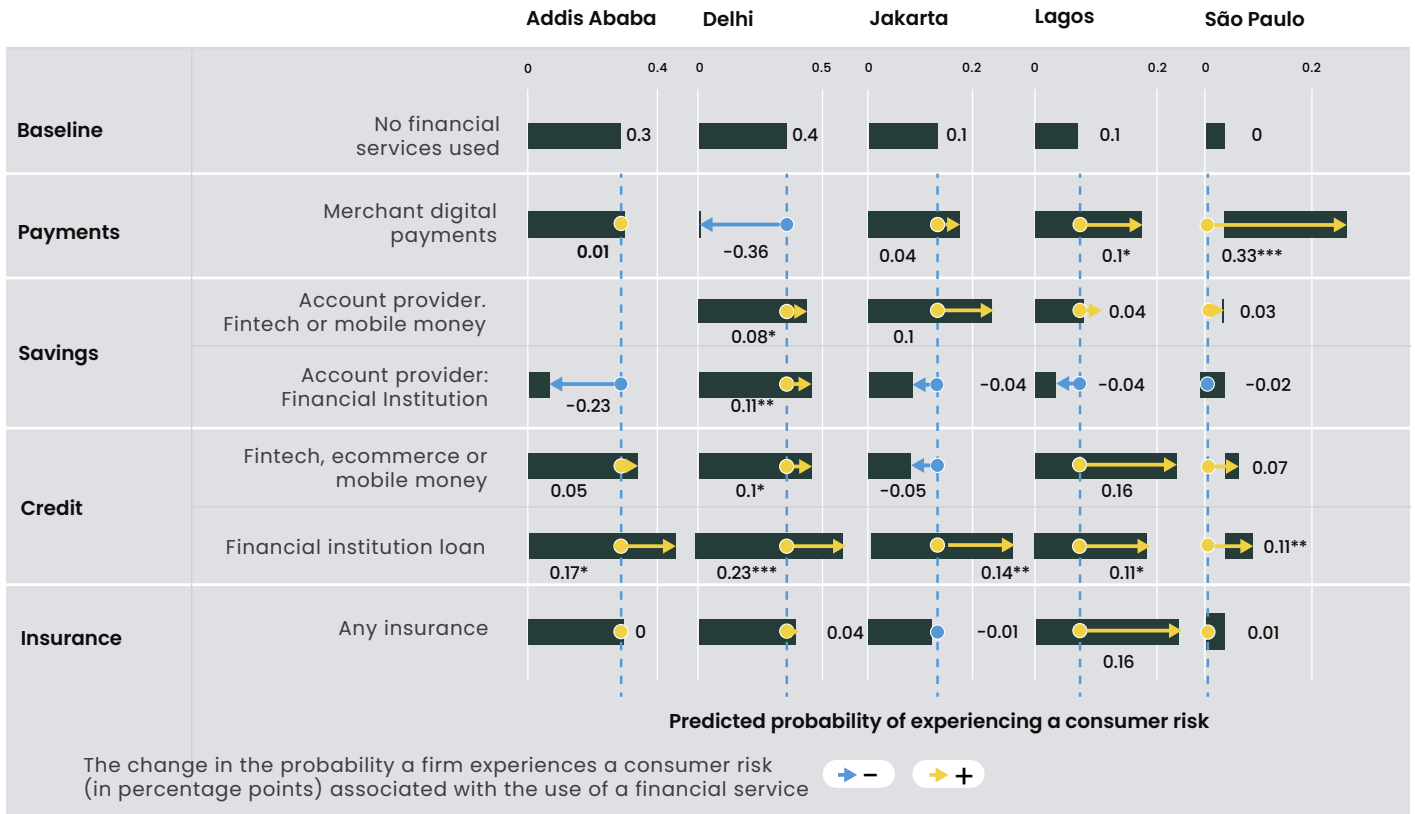 Addis Ababa Delhi Jakarta Lagos São Paulo
0 0.4 0 0.5 0 0.2 0 0.2 0 0.2
Baseline
No financial
services used
0.3 0.4 0.1 0.1 0
Payments
Merchant digital
payments
0.01 -0.36 0.04 0.1* 0.33***
Savings
Account provider.
Fintech or mobile money
0.08* 0.1 0.04 0.03
Account provider:
Financial Institution
-0.23 0.11** -0.04 -0.04 -0.02
Credit
Fintech, ecommerce or
mobile money
0.05 0.1* -0.05 0.16 0.07
Financial institution loan
0.17* 0.23*** 0.14** 0.11* 0.11**
Insurance
Any insurance
0 0.04 -0.01 0.16 0.01
Predicted probability of experiencing a consumer risk
The change in the probability a firm experiences a consumer risk
(in percentage points) associated with the use of a financial service
− +